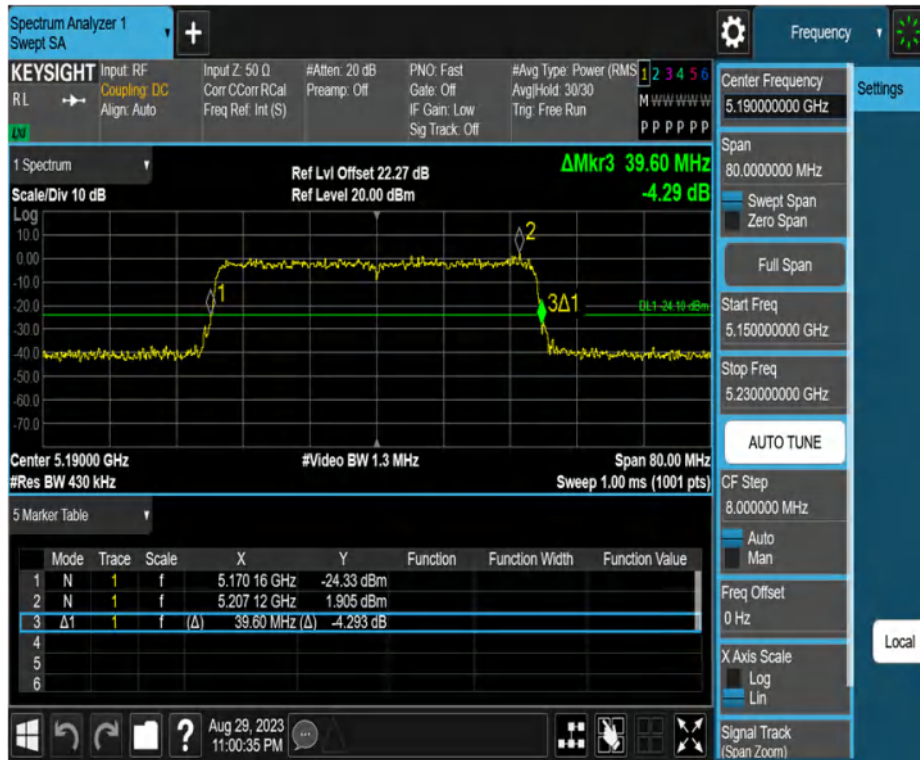 Spectrum Analyzer 1
Swept SA
+
Frequency
KEYSIGHT
RL
LXI
Input: RF
Coupling: DC
Align: Auto
Input Z: 50 Ω
Corr CCorr RCal
Freq Ref: Int (S)
#Atten: 20 dB
Preamp: Off
PNO: Fast
Gate: Off
IF Gain: Low
Sig Track: Off
#Avg Type: Power (RMS
Avg|Hold: 30/30
Trig: Free Run
1 2 3 4 5 6
M W W W W W
P P P P P P
1 Spectrum
Scale/Div 10 dB
Ref Lvl Offset 22.27 dB
Ref Level 20.00 dBm
ΔMkr3 39.60 MHz
-4.29 dB
Log
10.0
0.00
-10.0
-20.0
-30.0
-40.0
-50.0
-60.0
-70.0
1
2
3Δ1
DL1 -24.10 dBm
Center 5.19000 GHz
#Res BW 430 kHz
#Video BW 1.3 MHz
Span 80.00 MHz
Sweep 1.00 ms (1001 pts)
5 Marker Table
Mode Trace Scale X Y Function Function Width Function Value
1 N 1 f 5.170 16 GHz -24.33 dBm
2 N 1 f 5.207 12 GHz 1.905 dBm
3 Δ1 1 f (Δ) 39.60 MHz (Δ) -4.293 dB
4
5
6
?
Aug 29, 2023
11:00:35 PM
Center Frequency
5.190000000 GHz
Span
80.0000000 MHz
Swept Span
Zero Span
Full Span
Start Freq
5.150000000 GHz
Stop Freq
5.230000000 GHz
AUTO TUNE
CF Step
8.000000 MHz
Auto
Man
Freq Offset
0 Hz
X Axis Scale
Log
Lin
Signal Track
(Span Zoom)
Settings
Local